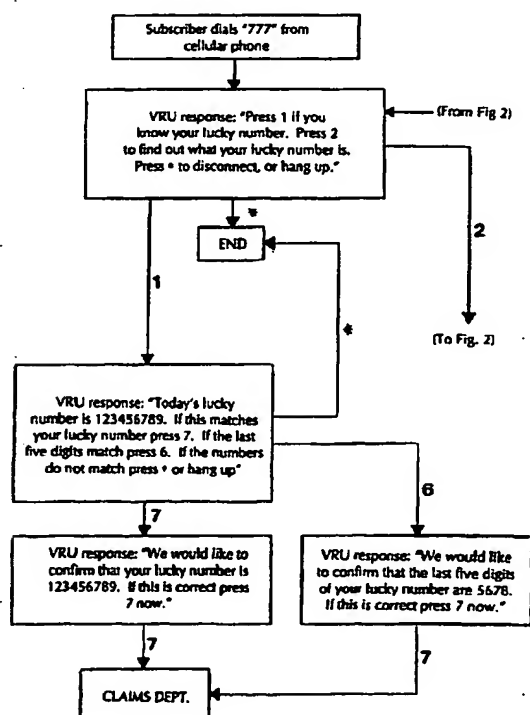 Subscriber dials "777" from
cellular phone
VRU response: "Press 1 if you
know your lucky number. Press 2
to find out what your lucky number is.
Press * to disconnect, or hang up."
(From Fig 2)
*
END
2
1
*
(To Fig. 2)
VRU response: "Today's lucky
number is 123456789. If this matches
your lucky number press 7. If the last
five digits match press 6. If the numbers
do not match press * or hang up"
7
6
VRU response: "We would like to
confirm that your lucky number is
123456789. If this is correct press
7 now."
VRU response: "We would like
to confirm that the last five digits
of your lucky number are 5678.
If this is correct press 7 now."
7
7
CLAIMS DEPT.